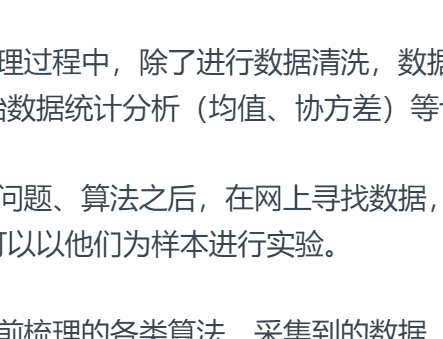 理过程中，除了进行数据清洗，数据
始数据统计分析（均值、协方差）等
问题、算法之后，在网上寻找数据，
可以以他们为样本进行实验。
前梳理的各类算法、采集到的数据